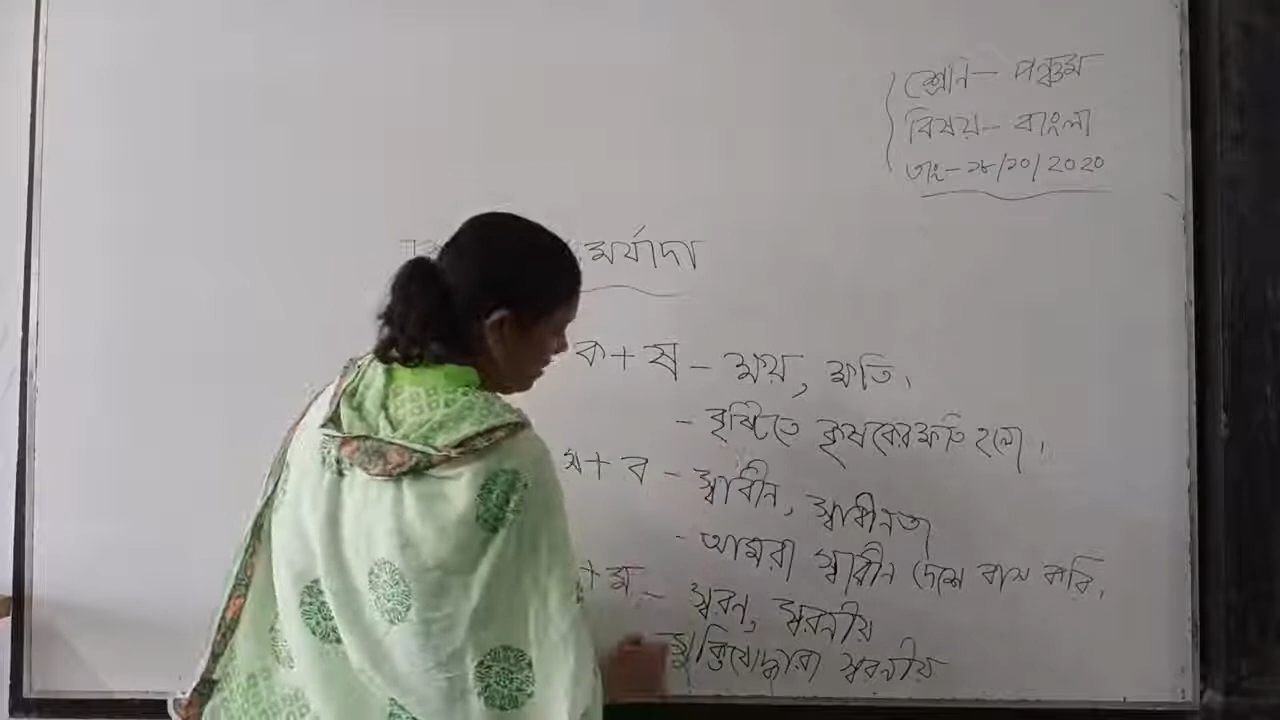 শ্রেণি- পঞ্চম
বিষয়- বাংলা
তাং-২৮/১০/২০২০
মর্যাদা
ক+ষ - ক্ষয়, ক্ষতি।
- বৃষ্টিতে কৃষকের ক্ষতি হলো।
স+ব - স্বাধীন, স্বাধীনতা
- আমরা স্বাধীন দেশে বাস করি।
+ম - স্মরণ, স্মরণীয়
মুক্তিযোদ্ধারা স্মরণীয়